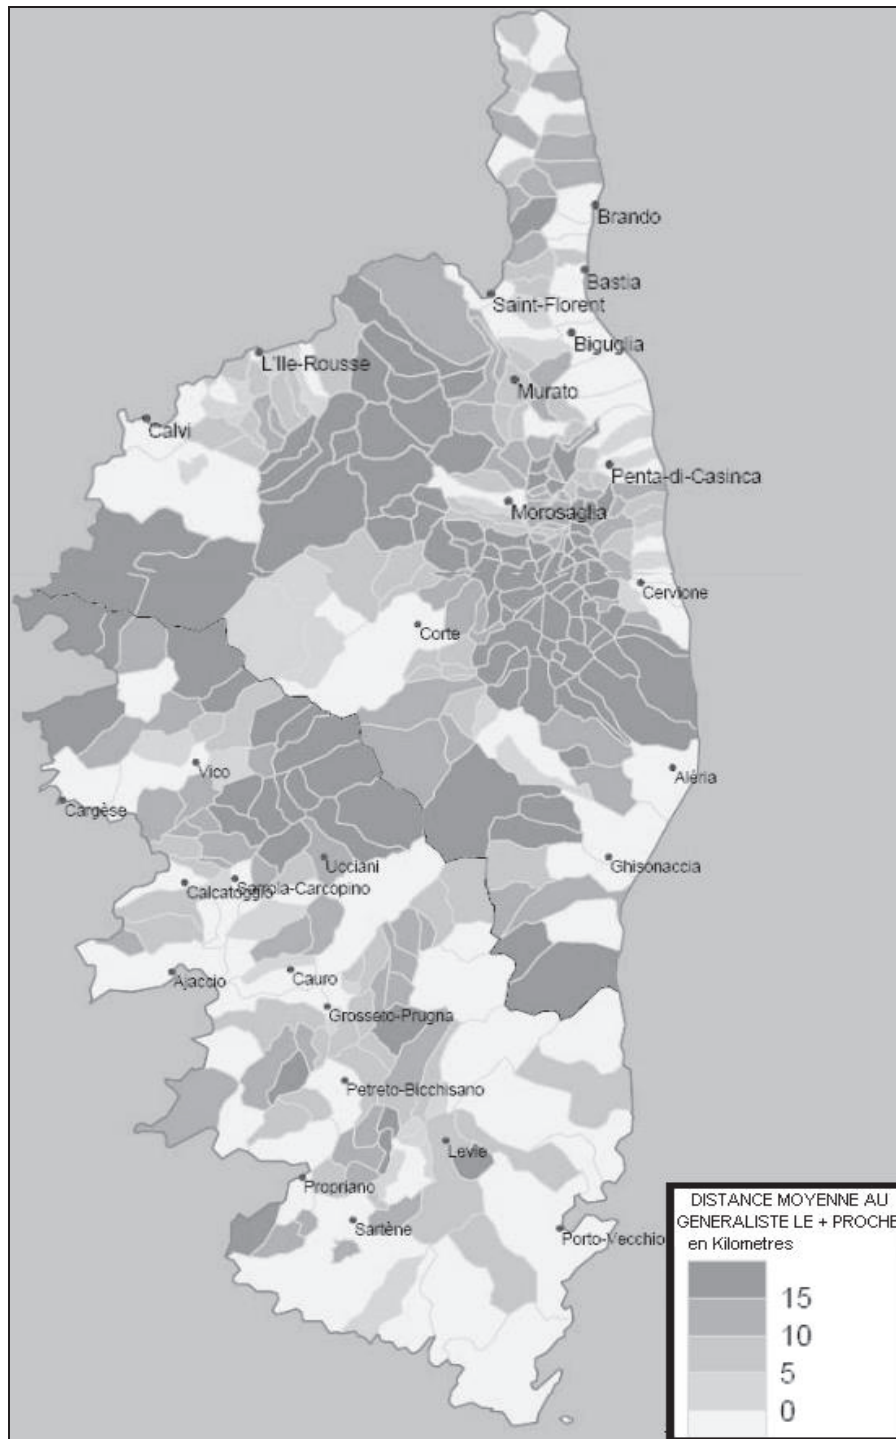 Brando
Bastia
Saint-Florent
Biguglia
L'Ile-Rousse
Murato
Calvi
Penta-di-Casinca
Morosaglia
Cervione
Corte
Vico
Aléria
Cargèse
Ucciani
Ghisonaccia
Sarrola-Carcopino
Calcatoggio
Ajaccio
Cauro
Grosseto-Prugna
Petreto-Bicchisano
Levie
Propriano
Sartène
Porto-Vecchio
DISTANCE MOYENNE AU
GENERALISTE LE + PROCHE
en Kilometres
15
10
5
0